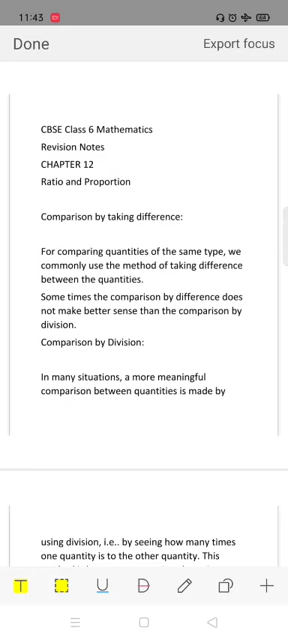 11:43
Done
Export focus
CBSE Class 6 Mathematics
Revision Notes
CHAPTER 12
Ratio and Proportion
Comparison by taking difference:
For comparing quantities of the same type, we
commonly use the method of taking difference
between the quantities.
Some times the comparison by difference does
not make better sense than the comparison by
division.
Comparison by Division:
In many situations, a more meaningful
comparison between quantities is made by
using division, i.e.. by seeing how many times
one quantity is to the other quantity. This
T
U
D